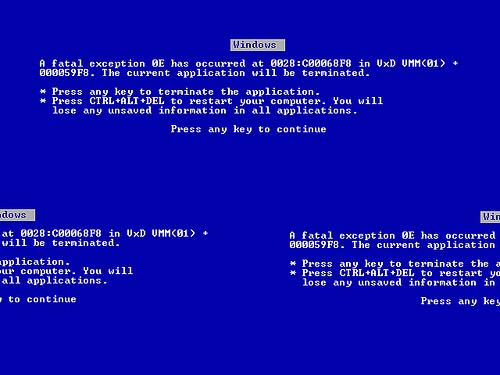 Windows
A fatal exception 0E has occurred at 0028:C00068F8 in VxD VMM(01) +
000059F8. The current application will be terminated.
* Press any key to terminate the application.
* Press CTRL+ALT+DEL to restart your computer. You will
lose any unsaved information in all applications.
Press any key to continue
ndows
at 0028:C00068F8 in VxD VMM(01) +
will be terminated.
pplication.
our computer. You will
all applications.
y to continue
Win
A fatal exception 0E has occurred
000059F8. The current application
* Press any key to terminate the a
* Press CTRL+ALT+DEL to restart yo
lose any unsaved information in
Press any key